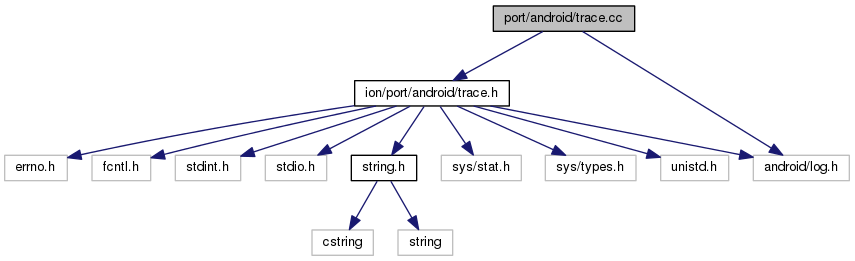 port/android/trace.cc
ion/port/android/trace.h
errno.h
fcntl.h
stdint.h
stdio.h
string.h
sys/stat.h
sys/types.h
unistd.h
android/log.h
cstring
string